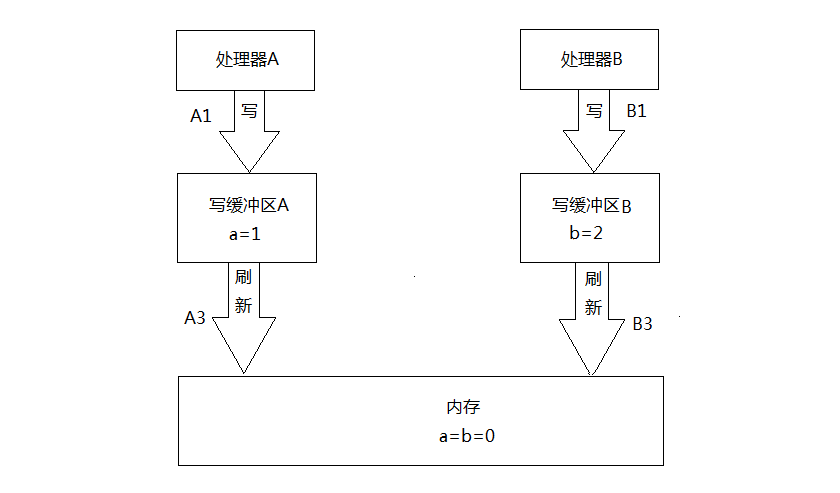 处理器A
处理器B
A1
写
写
B1
写缓冲区A
a=1
写缓冲区B
b=2
刷
新
刷
新
A3
B3
内存
a=b=0